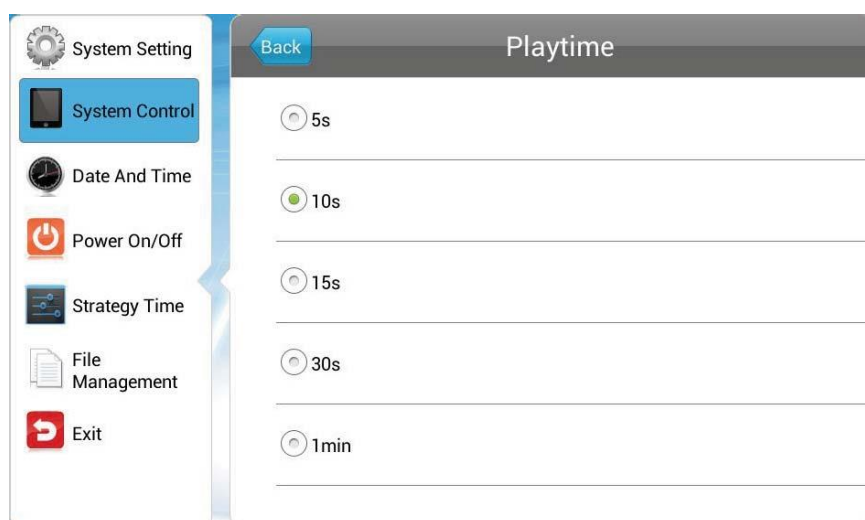 System Setting
System Control
Date And Time
Power On/Off
Strategy Time
File
Management
Exit
Back
Playtime
5s
10s
15s
30s
1min